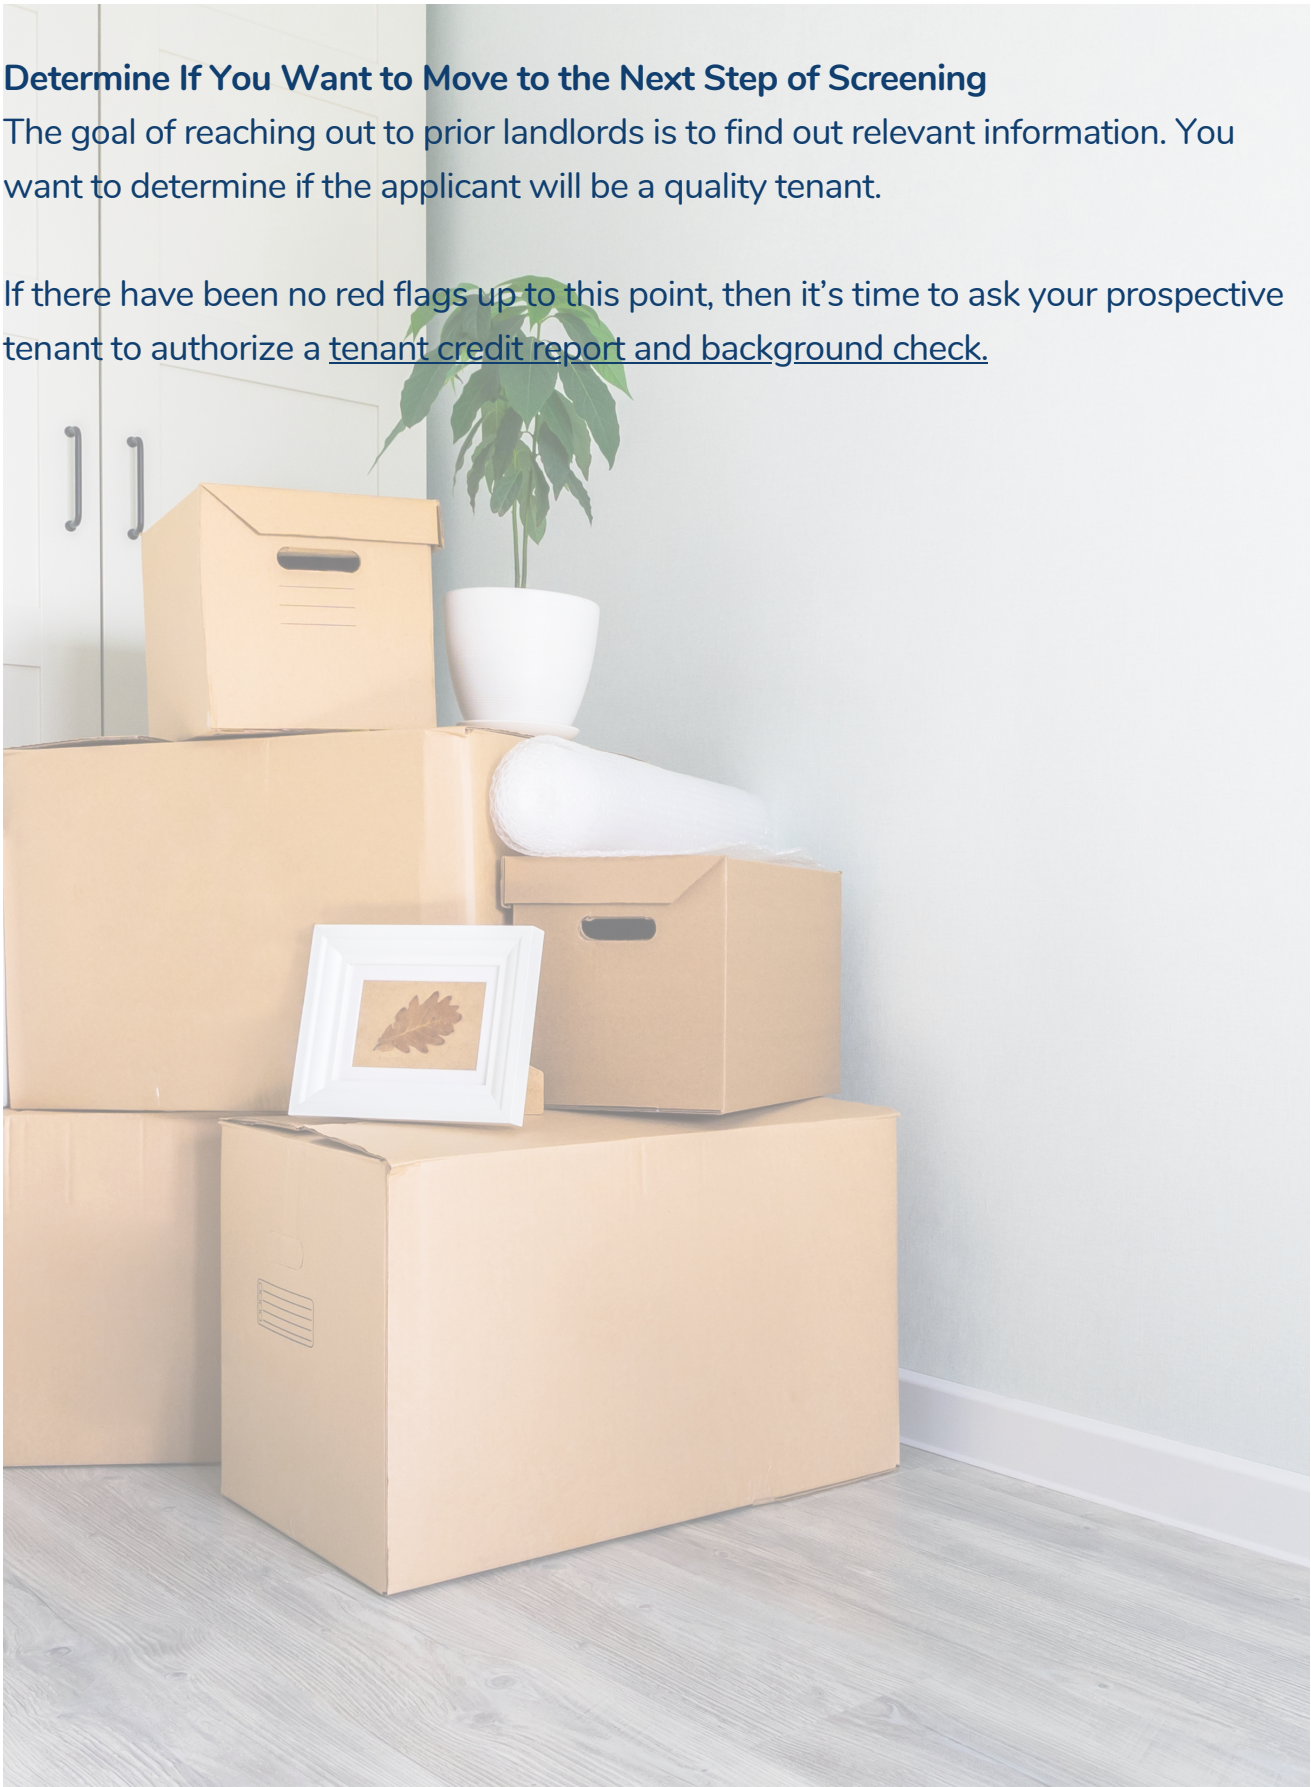 Determine If You Want to Move to the Next Step of Screening
The goal of reaching out to prior landlords is to find out relevant information. You
want to determine if the applicant will be a quality tenant.
If there have been no red flags up to this point, then it’s time to ask your prospective
tenant to authorize a tenant credit report and background check.